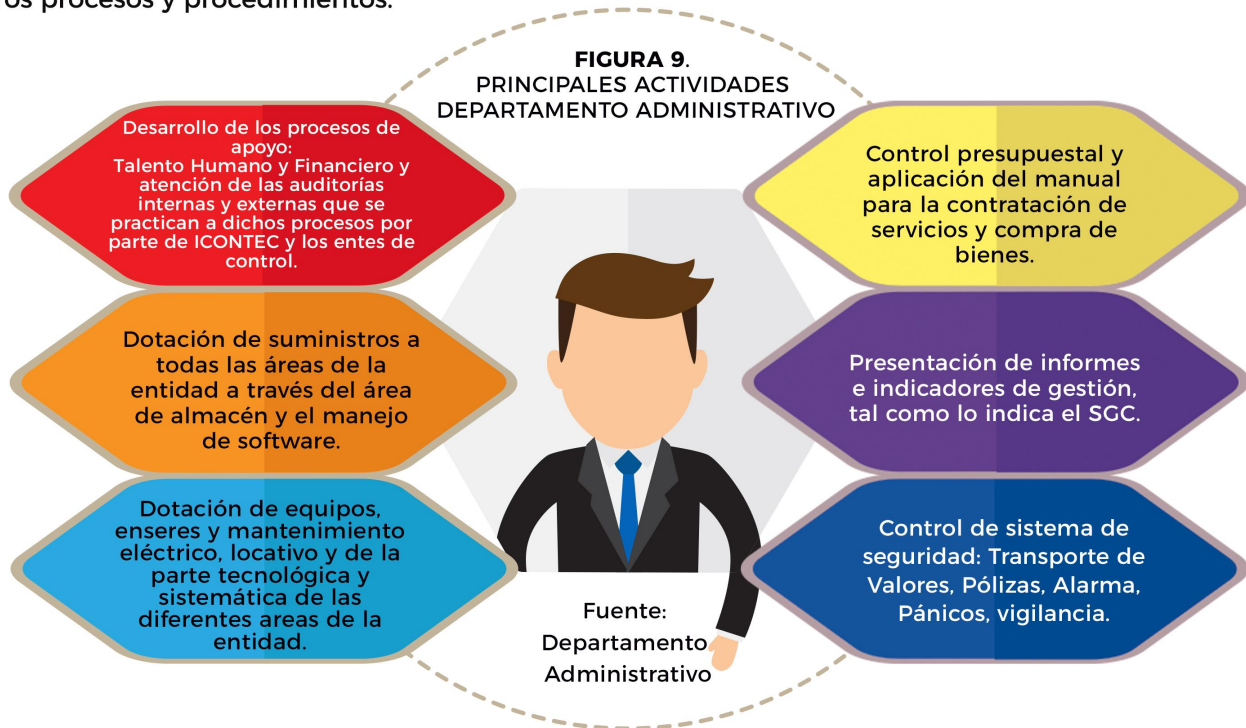 os procesos y procedimientos.
FIGURA 9.
PRINCIPALES ACTIVIDADES
DEPARTAMENTO ADMINISTRATIVO
Desarrollo de los procesos de
apoyo:
Talento Humano y Financiero y
atención de las auditorías
internas y externas que se
practican a dichos procesos por
parte de ICONTEC y los entes de
control.
Dotación de suministros a
todas las áreas de la
entidad a través del área
de almacén y el manejo
de software.
Dotación de equipos,
enseres y mantenimiento
eléctrico, locativo y de la
parte tecnológica y
sistemática de las
diferentes areas de la
entidad.
Control presupuestal y
aplicación del manual
para la contratación de
servicios y compra de
bienes.
Presentación de informes
e indicadores de gestión,
tal como lo indica el SGC.
Control de sistema de
seguridad: Transporte de
Valores, Pólizas, Alarma,
Pánicos, vigilancia.
Fuente:
Departamento
Administrativo